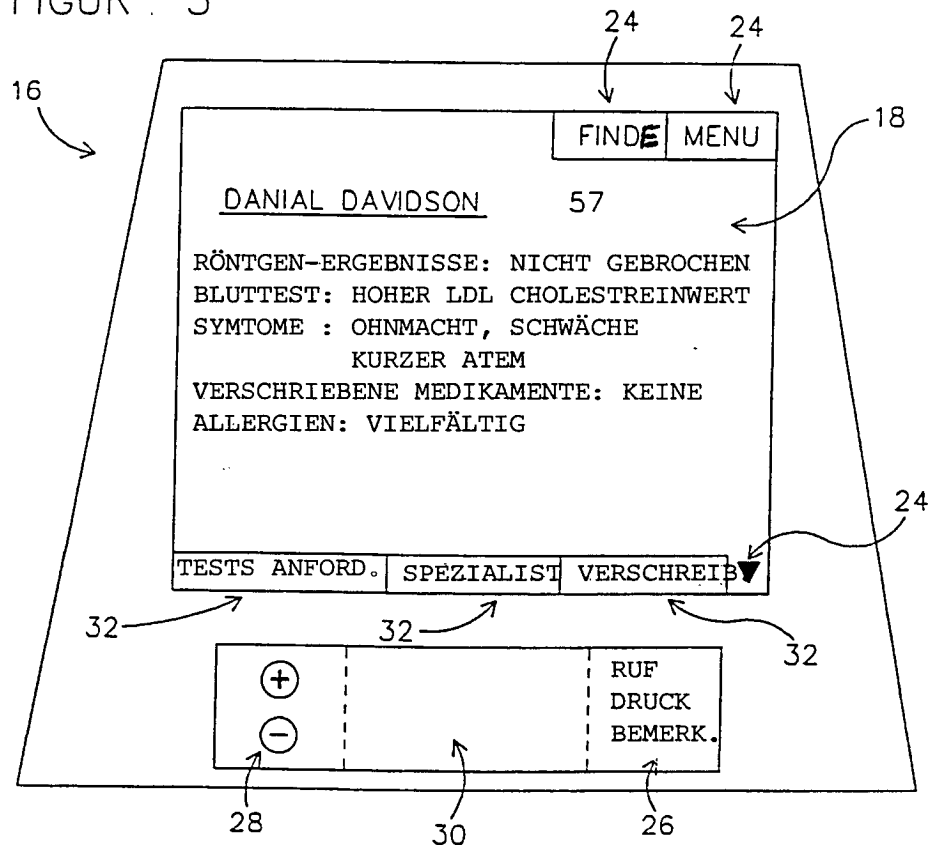 FIGUR . 3
24 24
16
FINDE MENU
18
DANIAL DAVIDSON 57
RÖNTGEN-ERGEBNISSE: NICHT GEBROCHEN
BLUTTEST: HOHER LDL CHOLESTREINWERT
SYMTOME : OHNMACHT, SCHWÄCHE
KURZER ATEM
VERSCHRIEBENE MEDIKAMENTE: KEINE
ALLERGIEN: VIELFÄLTIG
24
TESTS ANFORD. SPEZIALIST VERSCHREIB
32 32 32
+ RUF
DRUCK
- BEMERK.
28 30 26